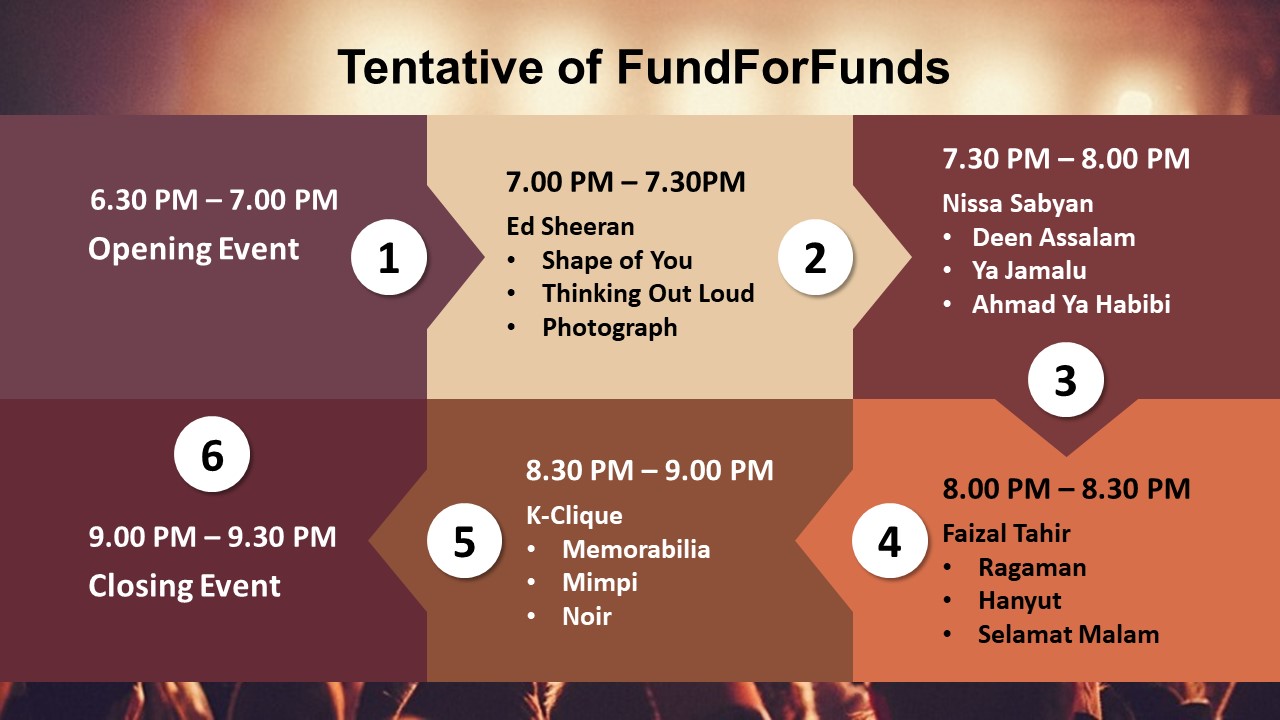 Tentative of FundForFunds
6.30 PM – 7.00 PM
Opening Event
1
7.00 PM – 7.30PM
Ed Sheeran
• Shape of You
• Thinking Out Loud
• Photograph
2
7.30 PM – 8.00 PM
Nissa Sabyan
• Deen Assalam
• Ya Jamalu
• Ahmad Ya Habibi
3
8.00 PM – 8.30 PM
Faizal Tahir
• Ragaman
• Hanyut
• Selamat Malam
4
8.30 PM – 9.00 PM
K-Clique
• Memorabilia
• Mimpi
• Noir
5
6
9.00 PM – 9.30 PM
Closing Event